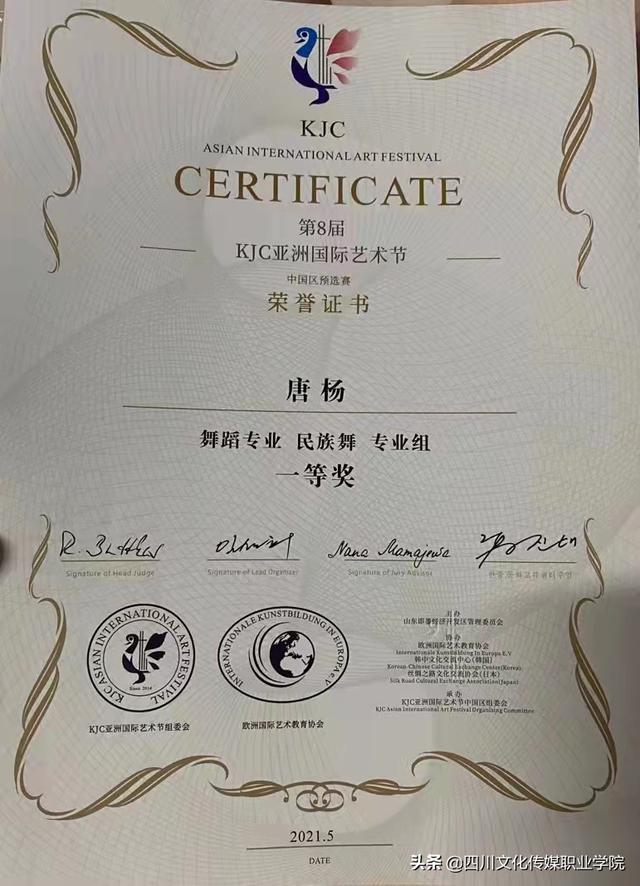 KJC
ASIAN INTERNATIONAL ART FESTIVAL
CERTIFICATE
第8届
KJC亚洲国际艺术节
中国区预选赛
荣誉证书
唐杨
舞蹈专业 民族舞 专业组
一等奖
Nana Mamajewa
Signature of Head Judge
Signature of Lead Organizer
Signature of Jury Advisor
KJC ASIAN INTERNATIONAL ART FESTIVAL
Since 2014
KJC亚洲国际艺术节组委会
INTERNATIONALE KUNSTBILDUNG IN EUROPA e.V
欧洲国际艺术教育协会
主办
山东即墨经济开发区管理委员会
协办
欧洲国际艺术教育协会
Internationale Kunstbildung In Europa E.V
韩中文化交流中心(韩国)
Korean-Chinese Cultural Exchange Center(Korea)
丝绸之路文化交流协会(日本)
Silk Road Cultural Exchange Association(Japan)
承办
KJC亚洲国际艺术节中国区组委会
KJC Asian International Art Festival Organizing Committee
2021.5
DATE
头条 @四川文化传媒职业学院